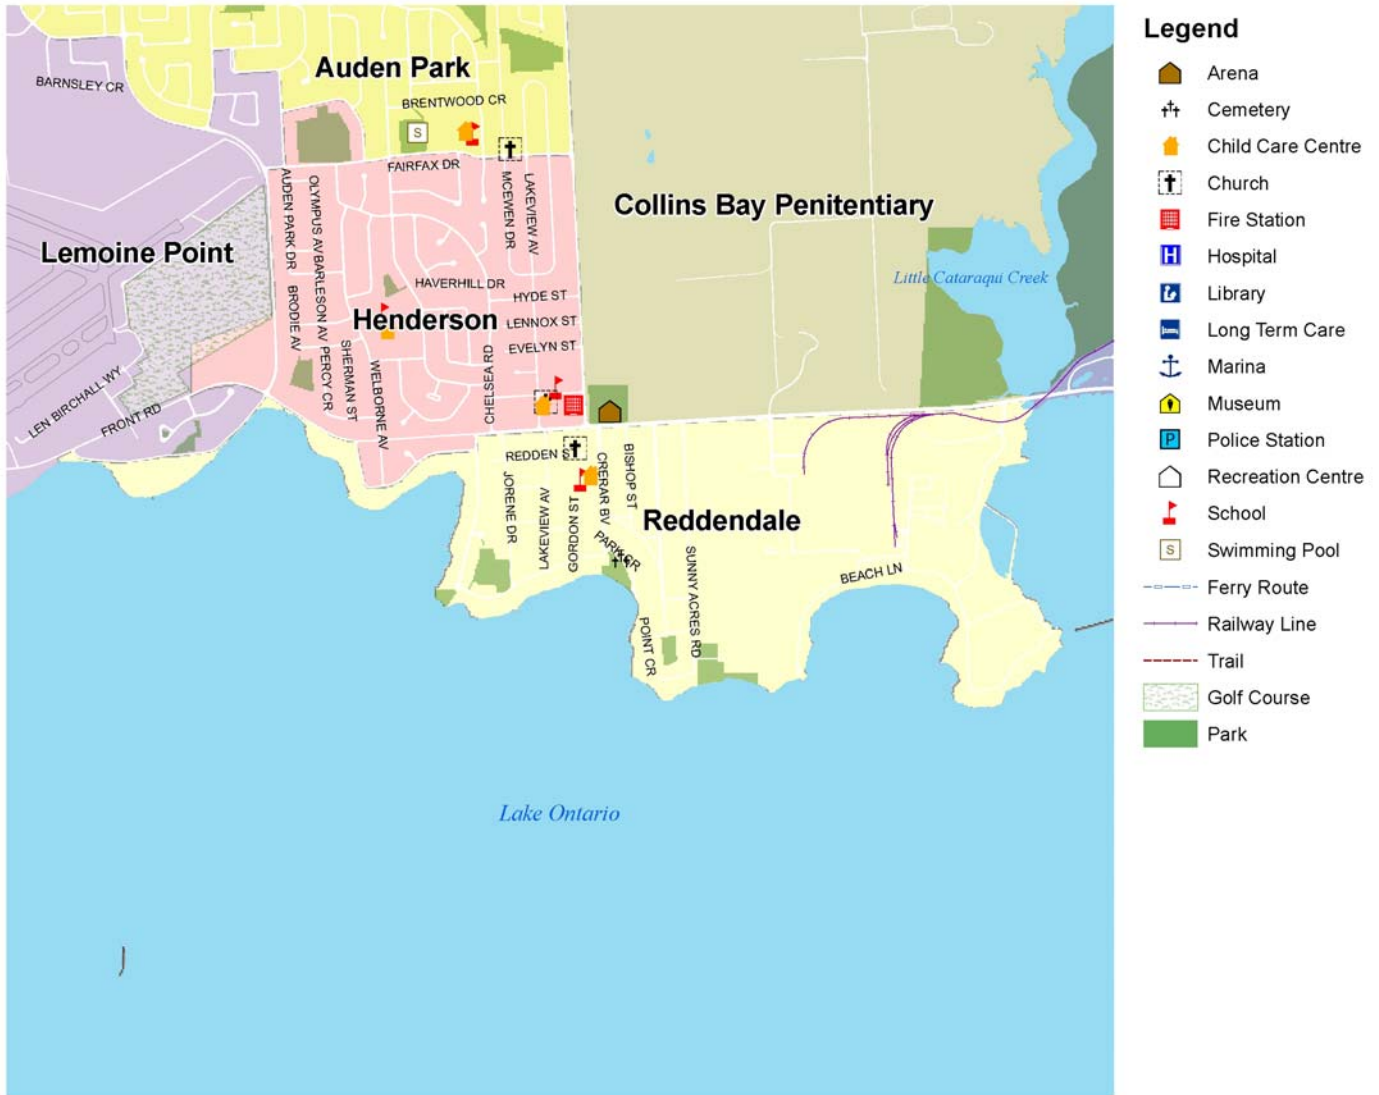 Legend
Arena
Cemetery
Child Care Centre
Church
Fire Station
H
Hospital
Library
Long Term Care
Marina
Museum
P
Police Station
Recreation Centre
School
S
Swimming Pool
Ferry Route
Railway Line
Trail
Golf Course
Park
Auden Park
BARNSLEY CR
BRENTWOOD CR
S
FAIRFAX DR
AUDEN PARK DR
OLYMPUS AV
MCEWEN DR
LAKEVIEW AV
Collins Bay Penitentiary
Lemoine Point
Little Cataraqui Creek
HAVERHILL DR
BRODIE AV
BARLESON AV
HYDE ST
Henderson
LENNOX ST
EVELYN ST
SHERMAN ST
PERCY CR
WELBORNE AV
CHELSEA RD
LEN BIRCHALL WY
FRONT RD
REDDEN S
BISHOP ST
CRERAR BV
JORENE DR
LAKEVIEW AV
GORDON ST
Reddendale
PARK CR
SUNNY ACRES RD
BEACH LN
POINT CR
Lake Ontario